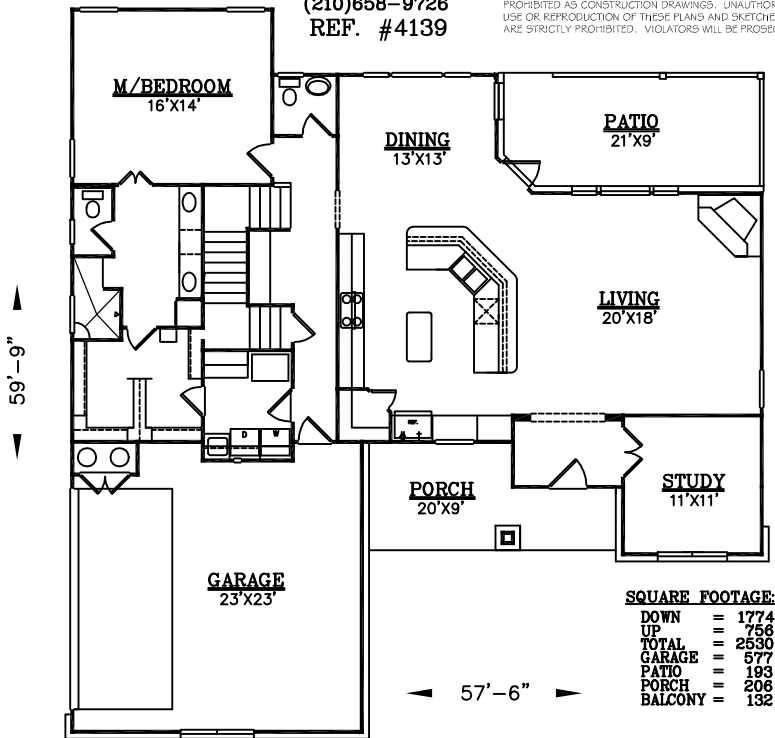 (210)658-9726
REF. #4139
PROHIBITED AS CONSTRUCTION DRAWINGS. 
USE OR REPRODUCTION OF THESE PLANS AND SKETCHES
ARE STRICTLY PROHIBITED. VIOLATORS WILL BE
M/BEDROOM
16'X14'
DINING
13'X13'
PATIO
21'X9'
LIVING
20'X18'
59'-9"
REF.
D W
PORCH
20'X9'
STUDY
11'X11'
GARAGE
23'X23'
57'-6"
SQUARE FOOTAGE:
DOWN = 1774
UP = 756
TOTAL = 2530
GARAGE = 577
PATIO = 193
PORCH = 206
BALCONY = 132